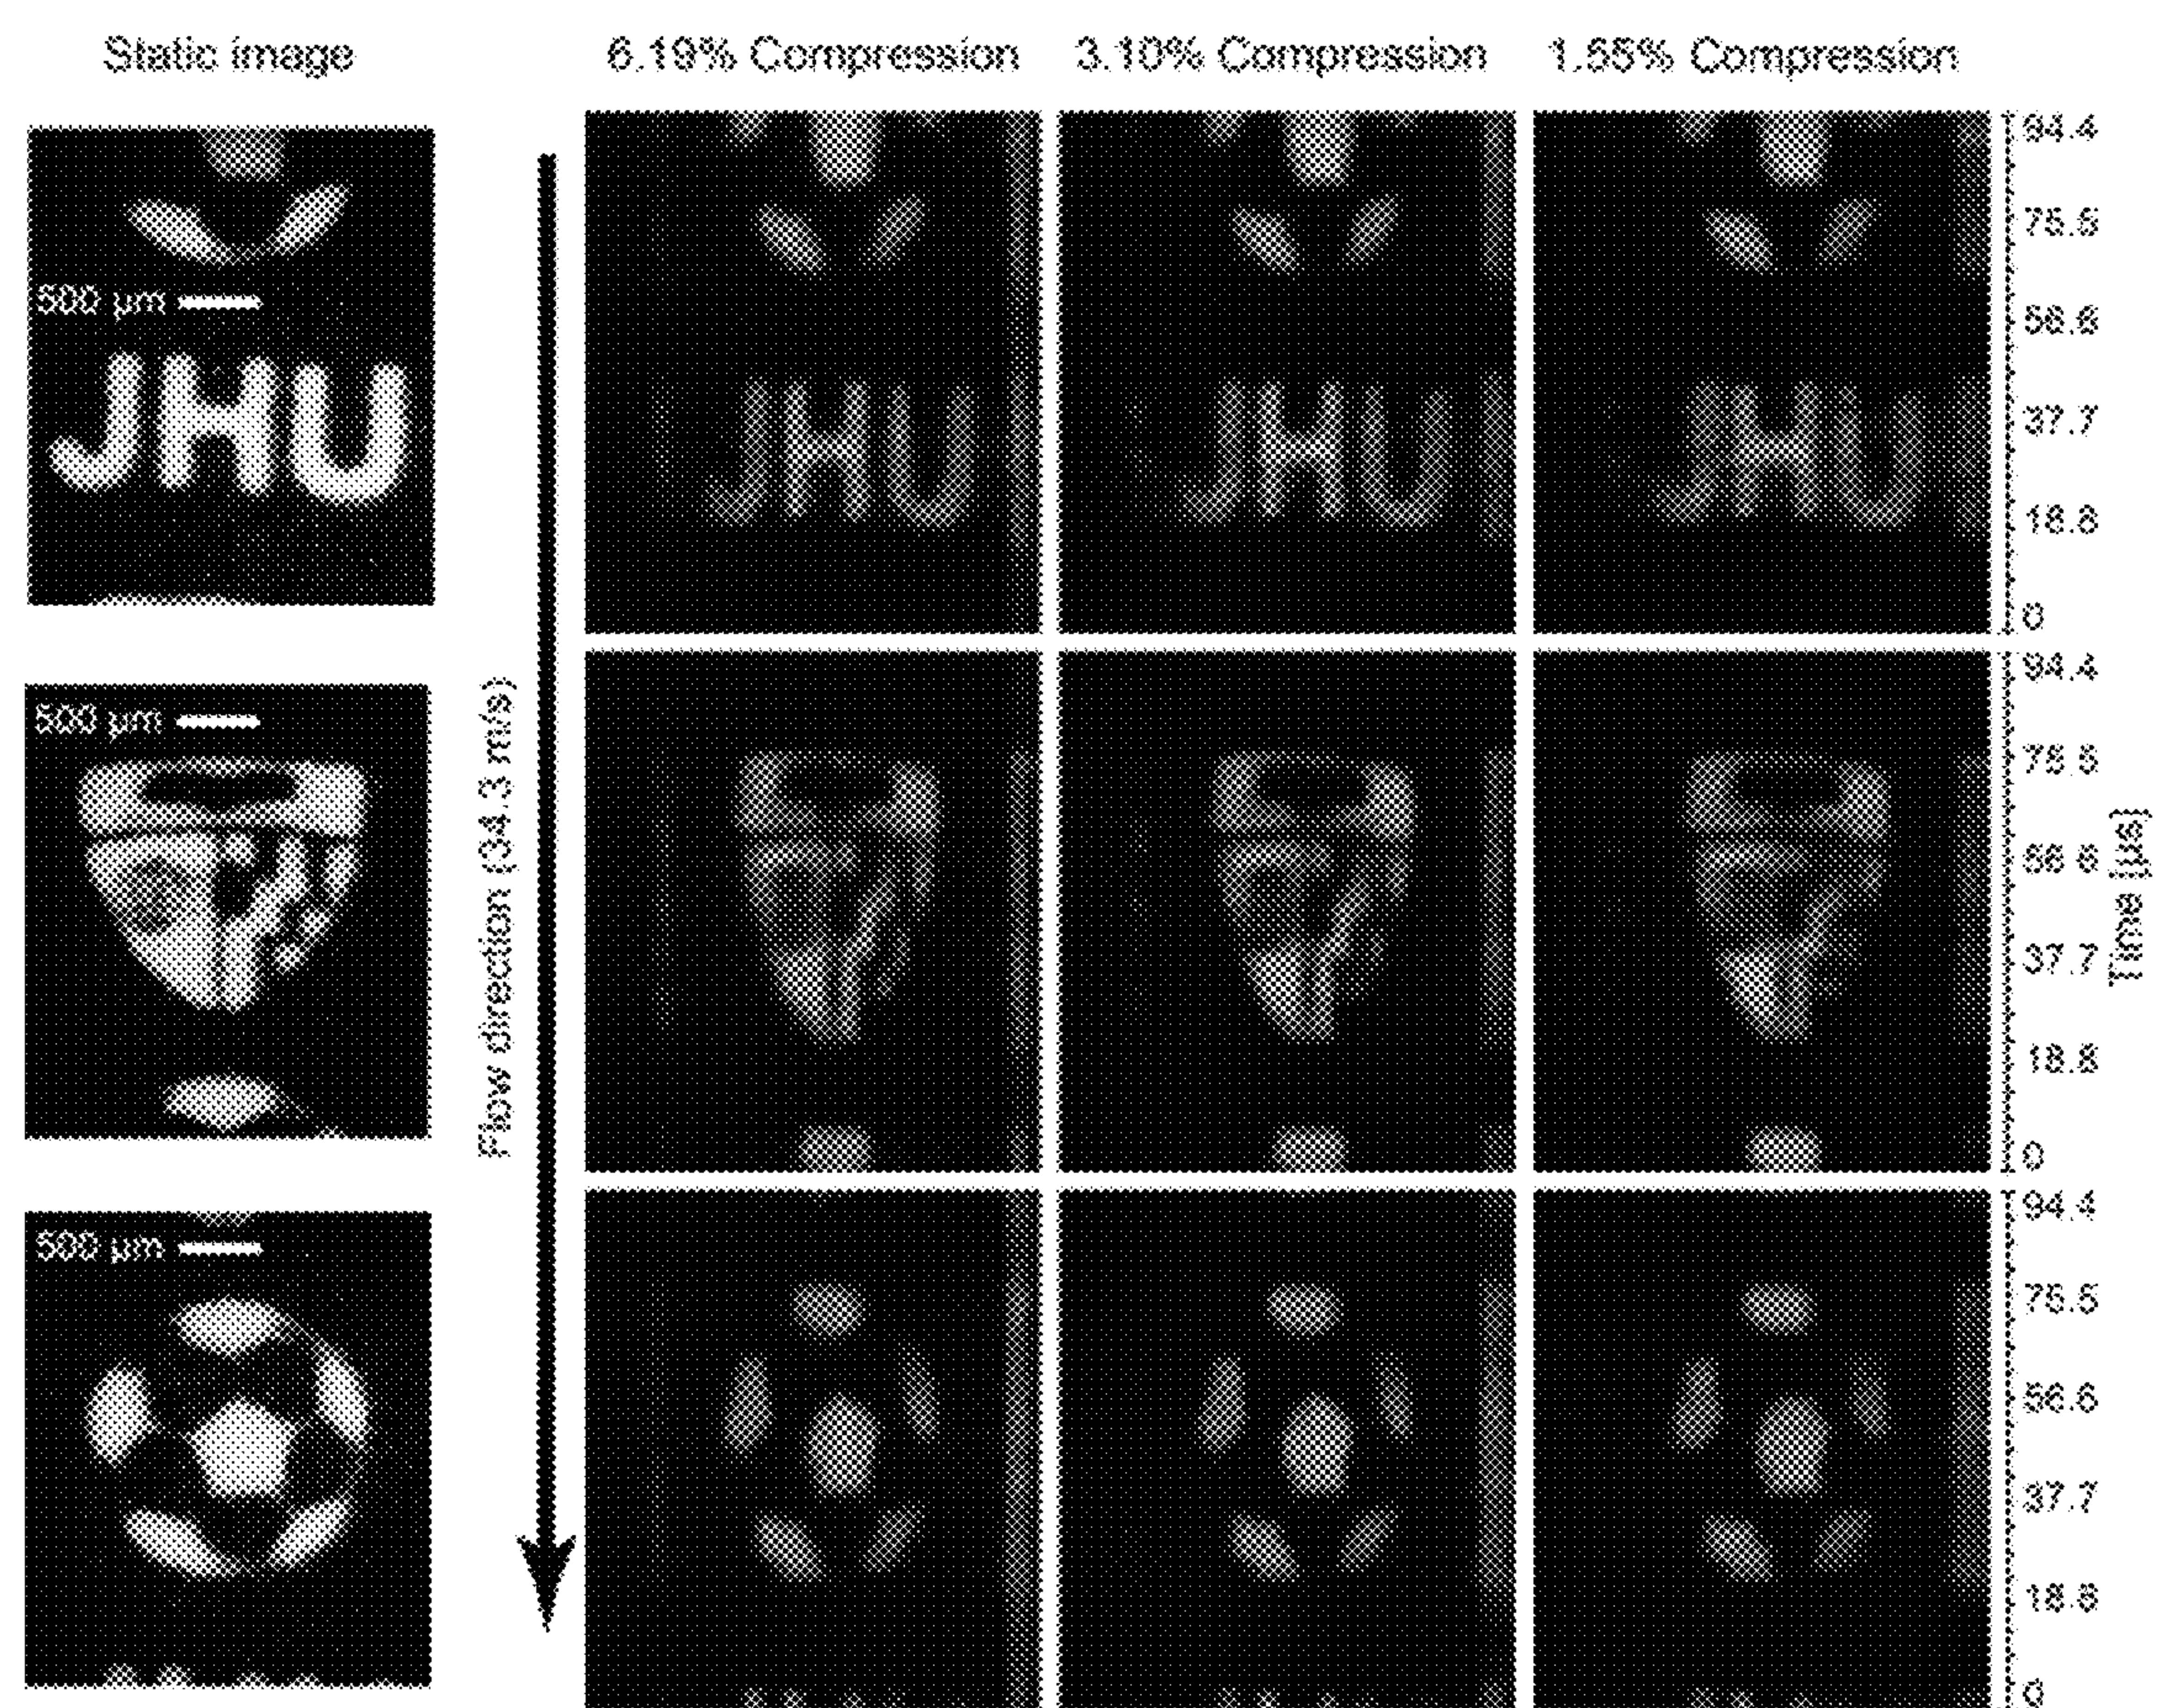 Static image
6.19% Compression
3.10% Compression
1.55% Compression
500 µm
JHU
JHU
JHU
JHU
94.4
75.5
56.6
37.7
18.8
0
500 µm
Flow direction (34.3 m/s)
94.4
75.5
56.6
37.7
18.8
0
Time [µs]
500 µm
94.4
75.5
56.6
37.7
18.8
0